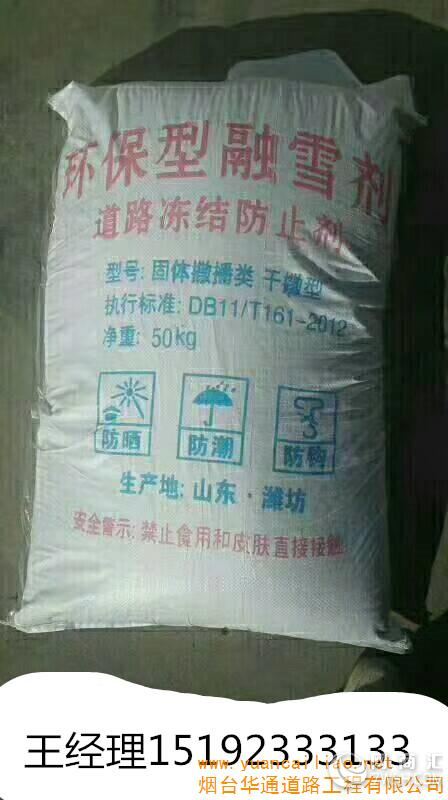 环保型融雪剂
道路冻结防止剂
型号: 固体撒播类 干撒型
执行标准: DB11/T161-2012
净重: 50kg
防晒
防潮
防钩
生产地: 山东·潍坊
安全警示: 禁止食用和皮肤直接接触
王经理15192333133
www.yuancailiao.net
烟台华通道路工程有限公司